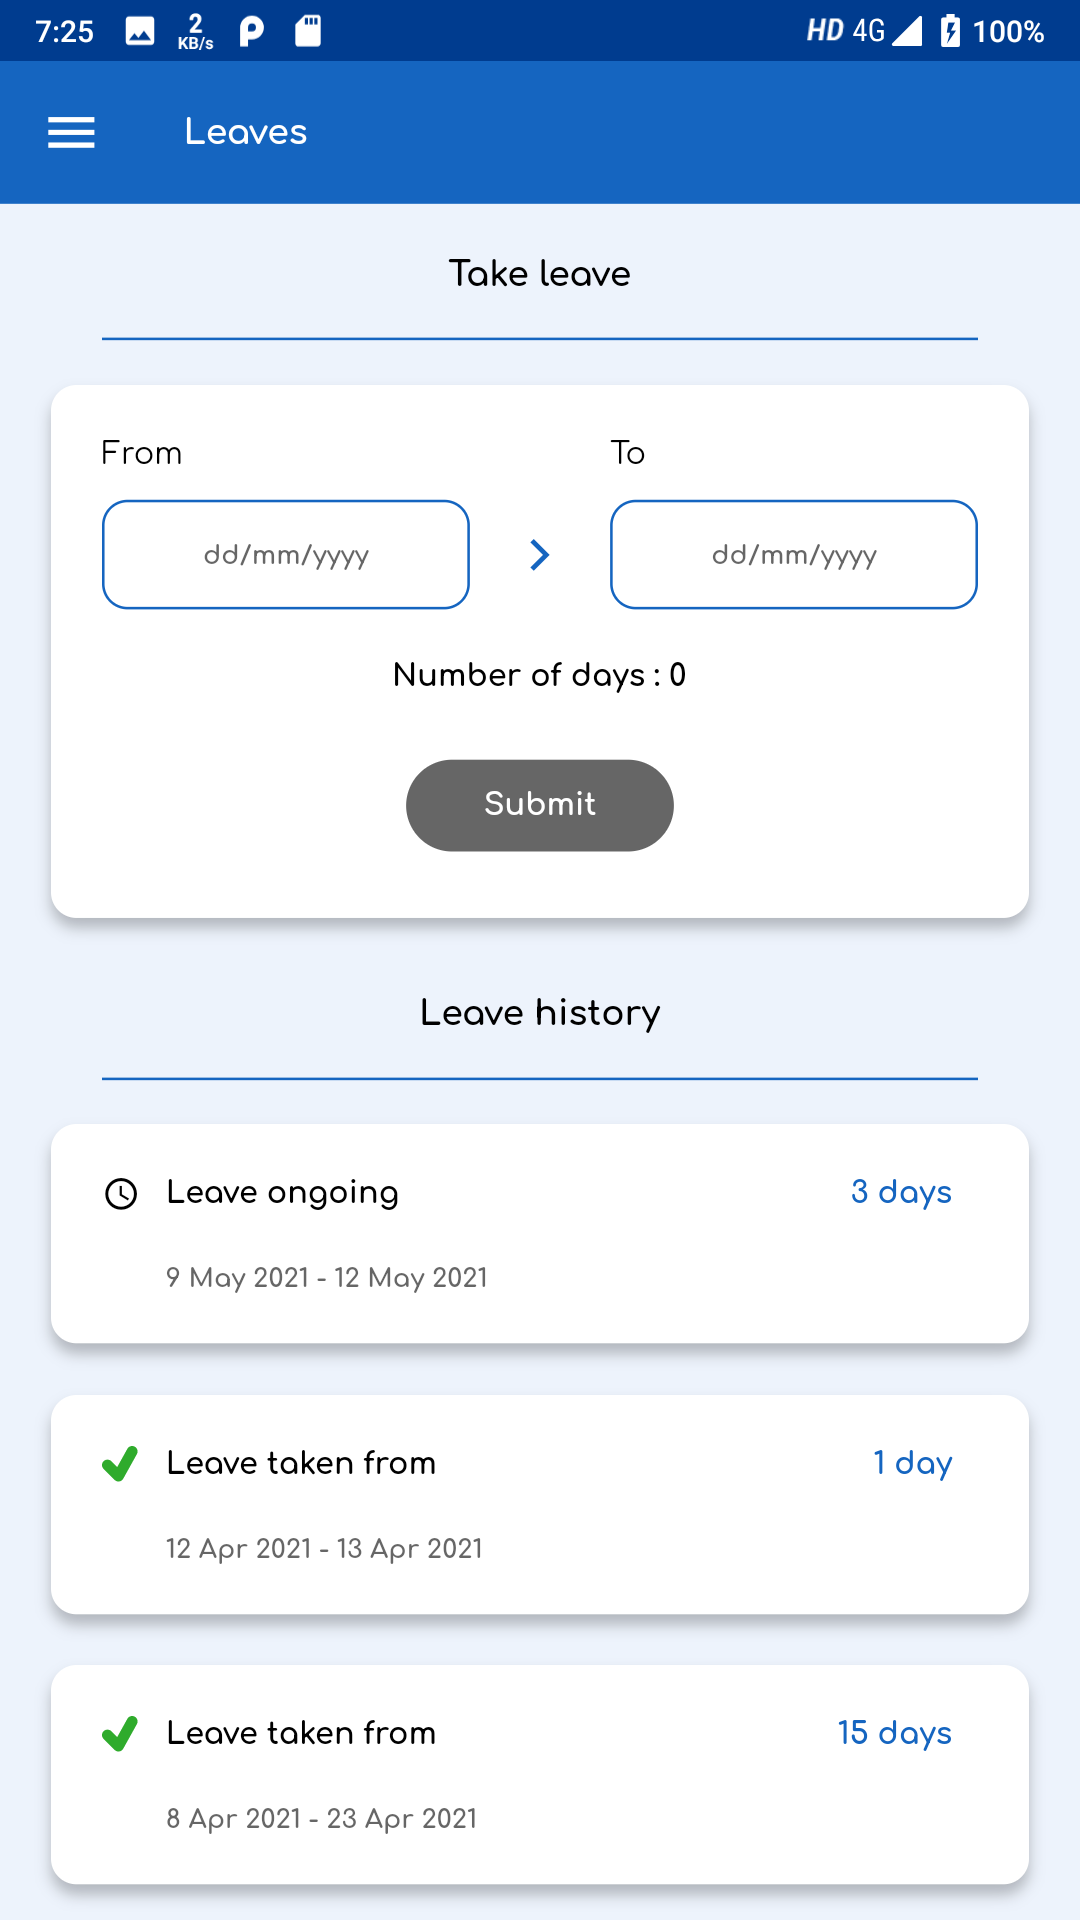 7:25 2 KB/s HD 4G 100%
Leaves
Take leave
From To
dd/mm/yyyy dd/mm/yyyy
Number of days : 0
Submit
Leave history
Leave ongoing 3 days
9 May 2021 - 12 May 2021
Leave taken from 1 day
12 Apr 2021 - 13 Apr 2021
Leave taken from 15 days
8 Apr 2021 - 23 Apr 2021